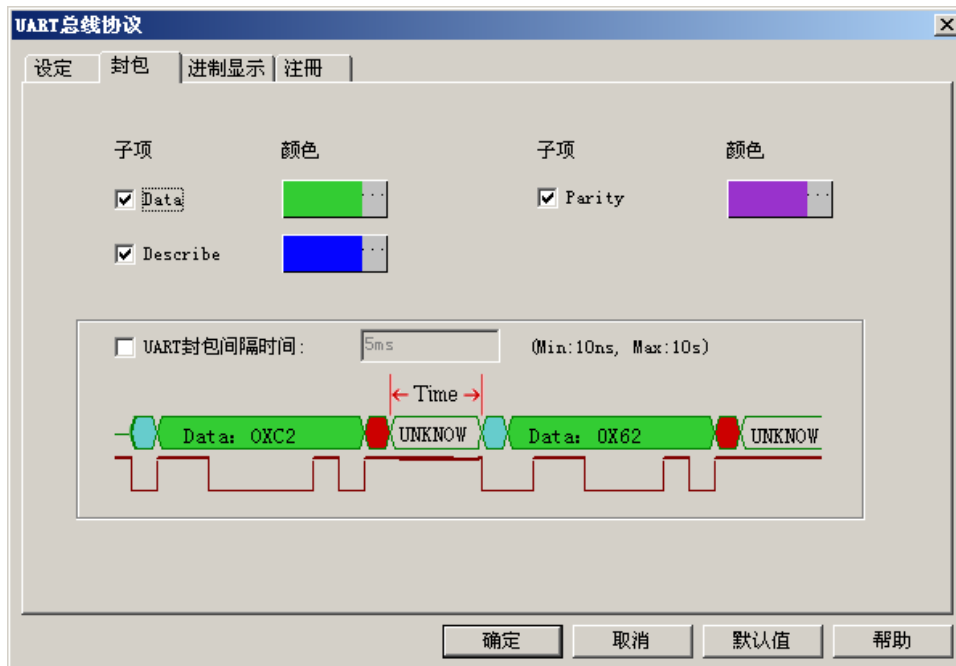 UART总线协议
设定 封包 进制显示 注册
子项 颜色 子项 颜色
Data ... Parity ...
Describe ...
UART封包间隔时间: 5ms (Min:10ns, Max:10s)
Time
Data: 0XC2 UNKNOW Data: 0X62 UNKNOW
确定 取消 默认值 帮助